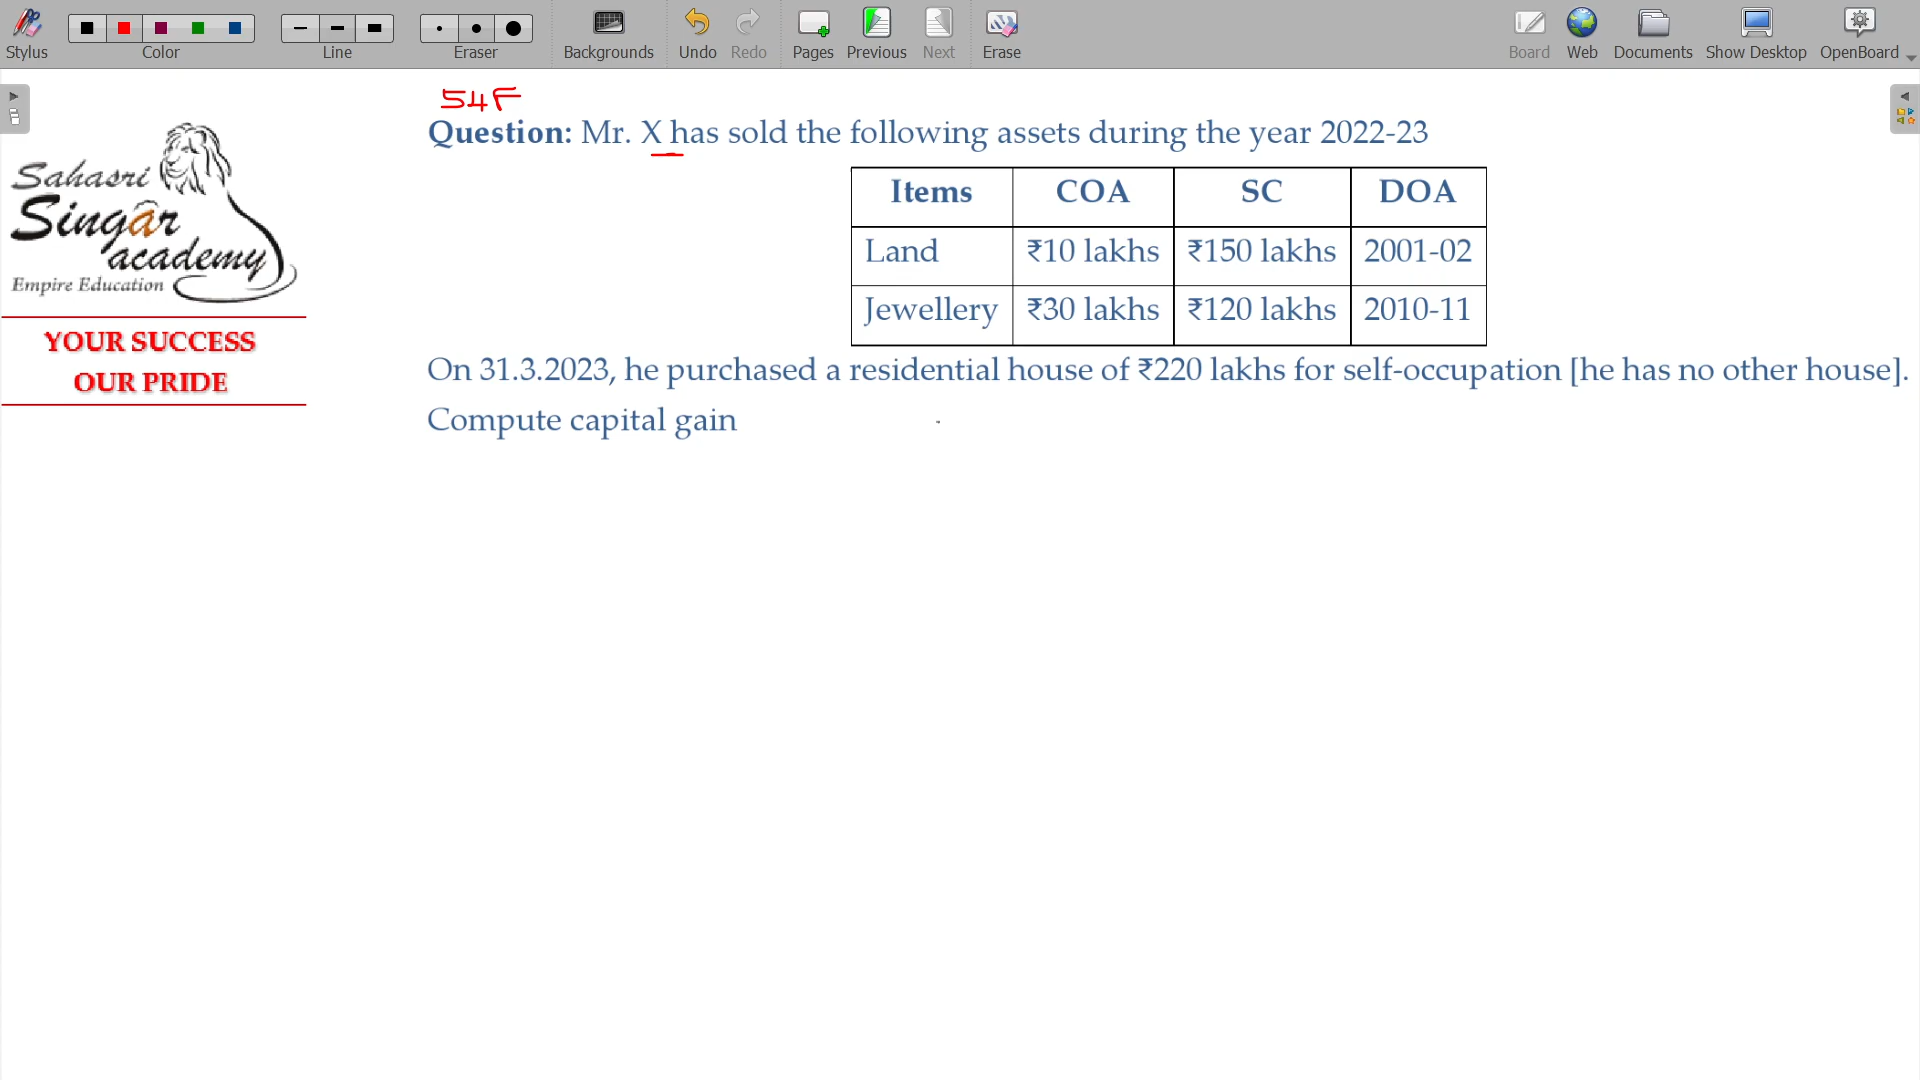 Stylus Color Line Eraser Backgrounds Undo Redo Pages Previous Next Erase Board Web Documents Show Desktop OpenBoard
54F
Question: Mr. X has sold the following assets during the year 2022-23
Items COA SC DOA
Land ₹10 lakhs ₹150 lakhs 2001-02
Jewellery ₹30 lakhs ₹120 lakhs 2010-11
On 31.3.2023, he purchased a residential house of ₹220 lakhs for self-occupation [he has no other house].
Compute capital gain
Sahasri
Singar
academy
Empire Education
YOUR SUCCESS
OUR PRIDE